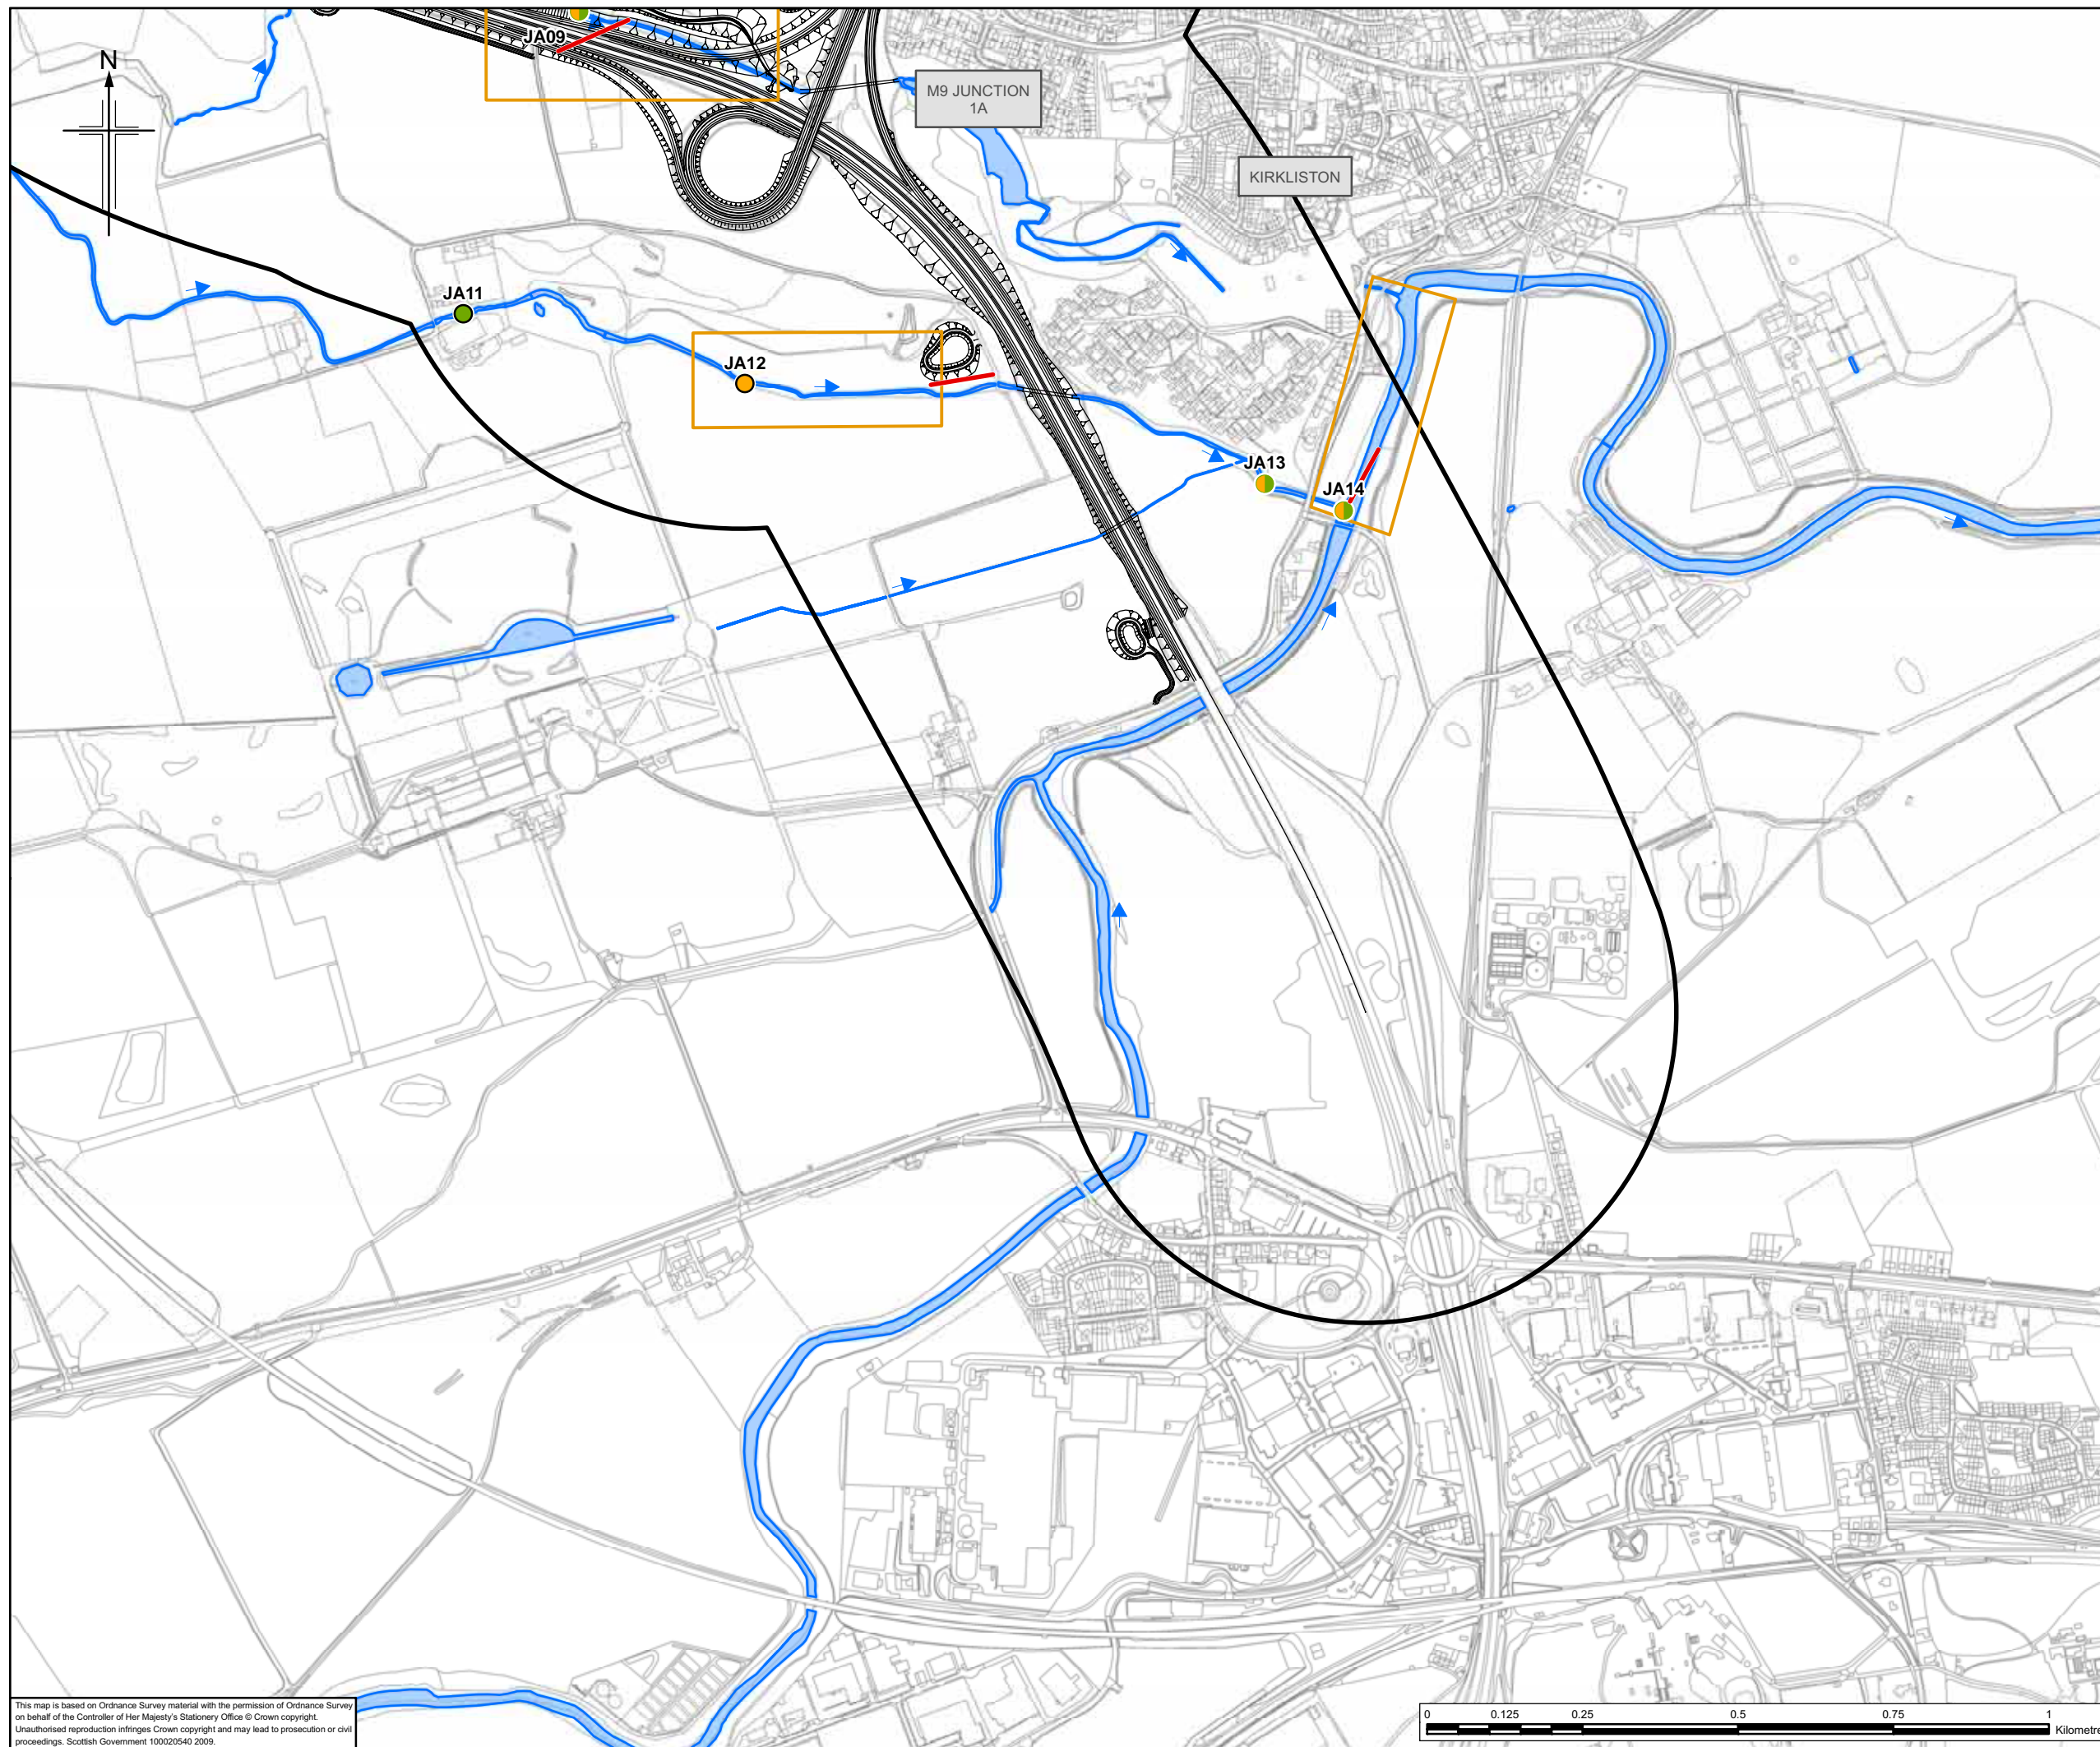 JA09
N
M9 JUNCTION
1A
KIRKLISTON
JA11
JA12
JA13
JA14
This map is based on Ordnance Survey material with the permission of Ordnance Survey
on behalf of the Controller of Her Majesty's Stationery Office © Crown copyright.
Unauthorised reproduction infringes Crown copyright and may lead to prosecution or civil
proceedings. Scottish Government 100020540 2009.
0 0.125 0.25 0.5 0.75 1
Kilometre